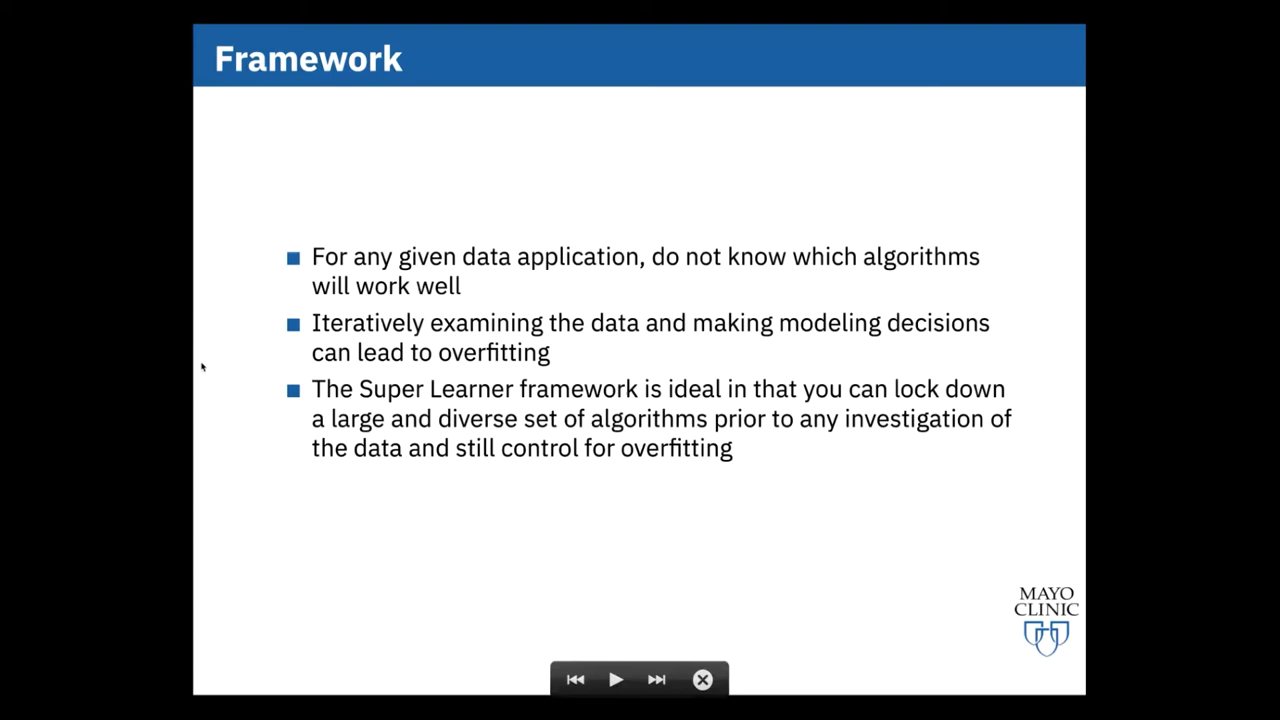 Framework
For any given data application, do not know which algorithms
will work well
Iteratively examining the data and making modeling decisions
can lead to overfitting
The Super Learner framework is ideal in that you can lock down
a large and diverse set of algorithms prior to any investigation of
the data and still control for overfitting
MAYO
CLINIC